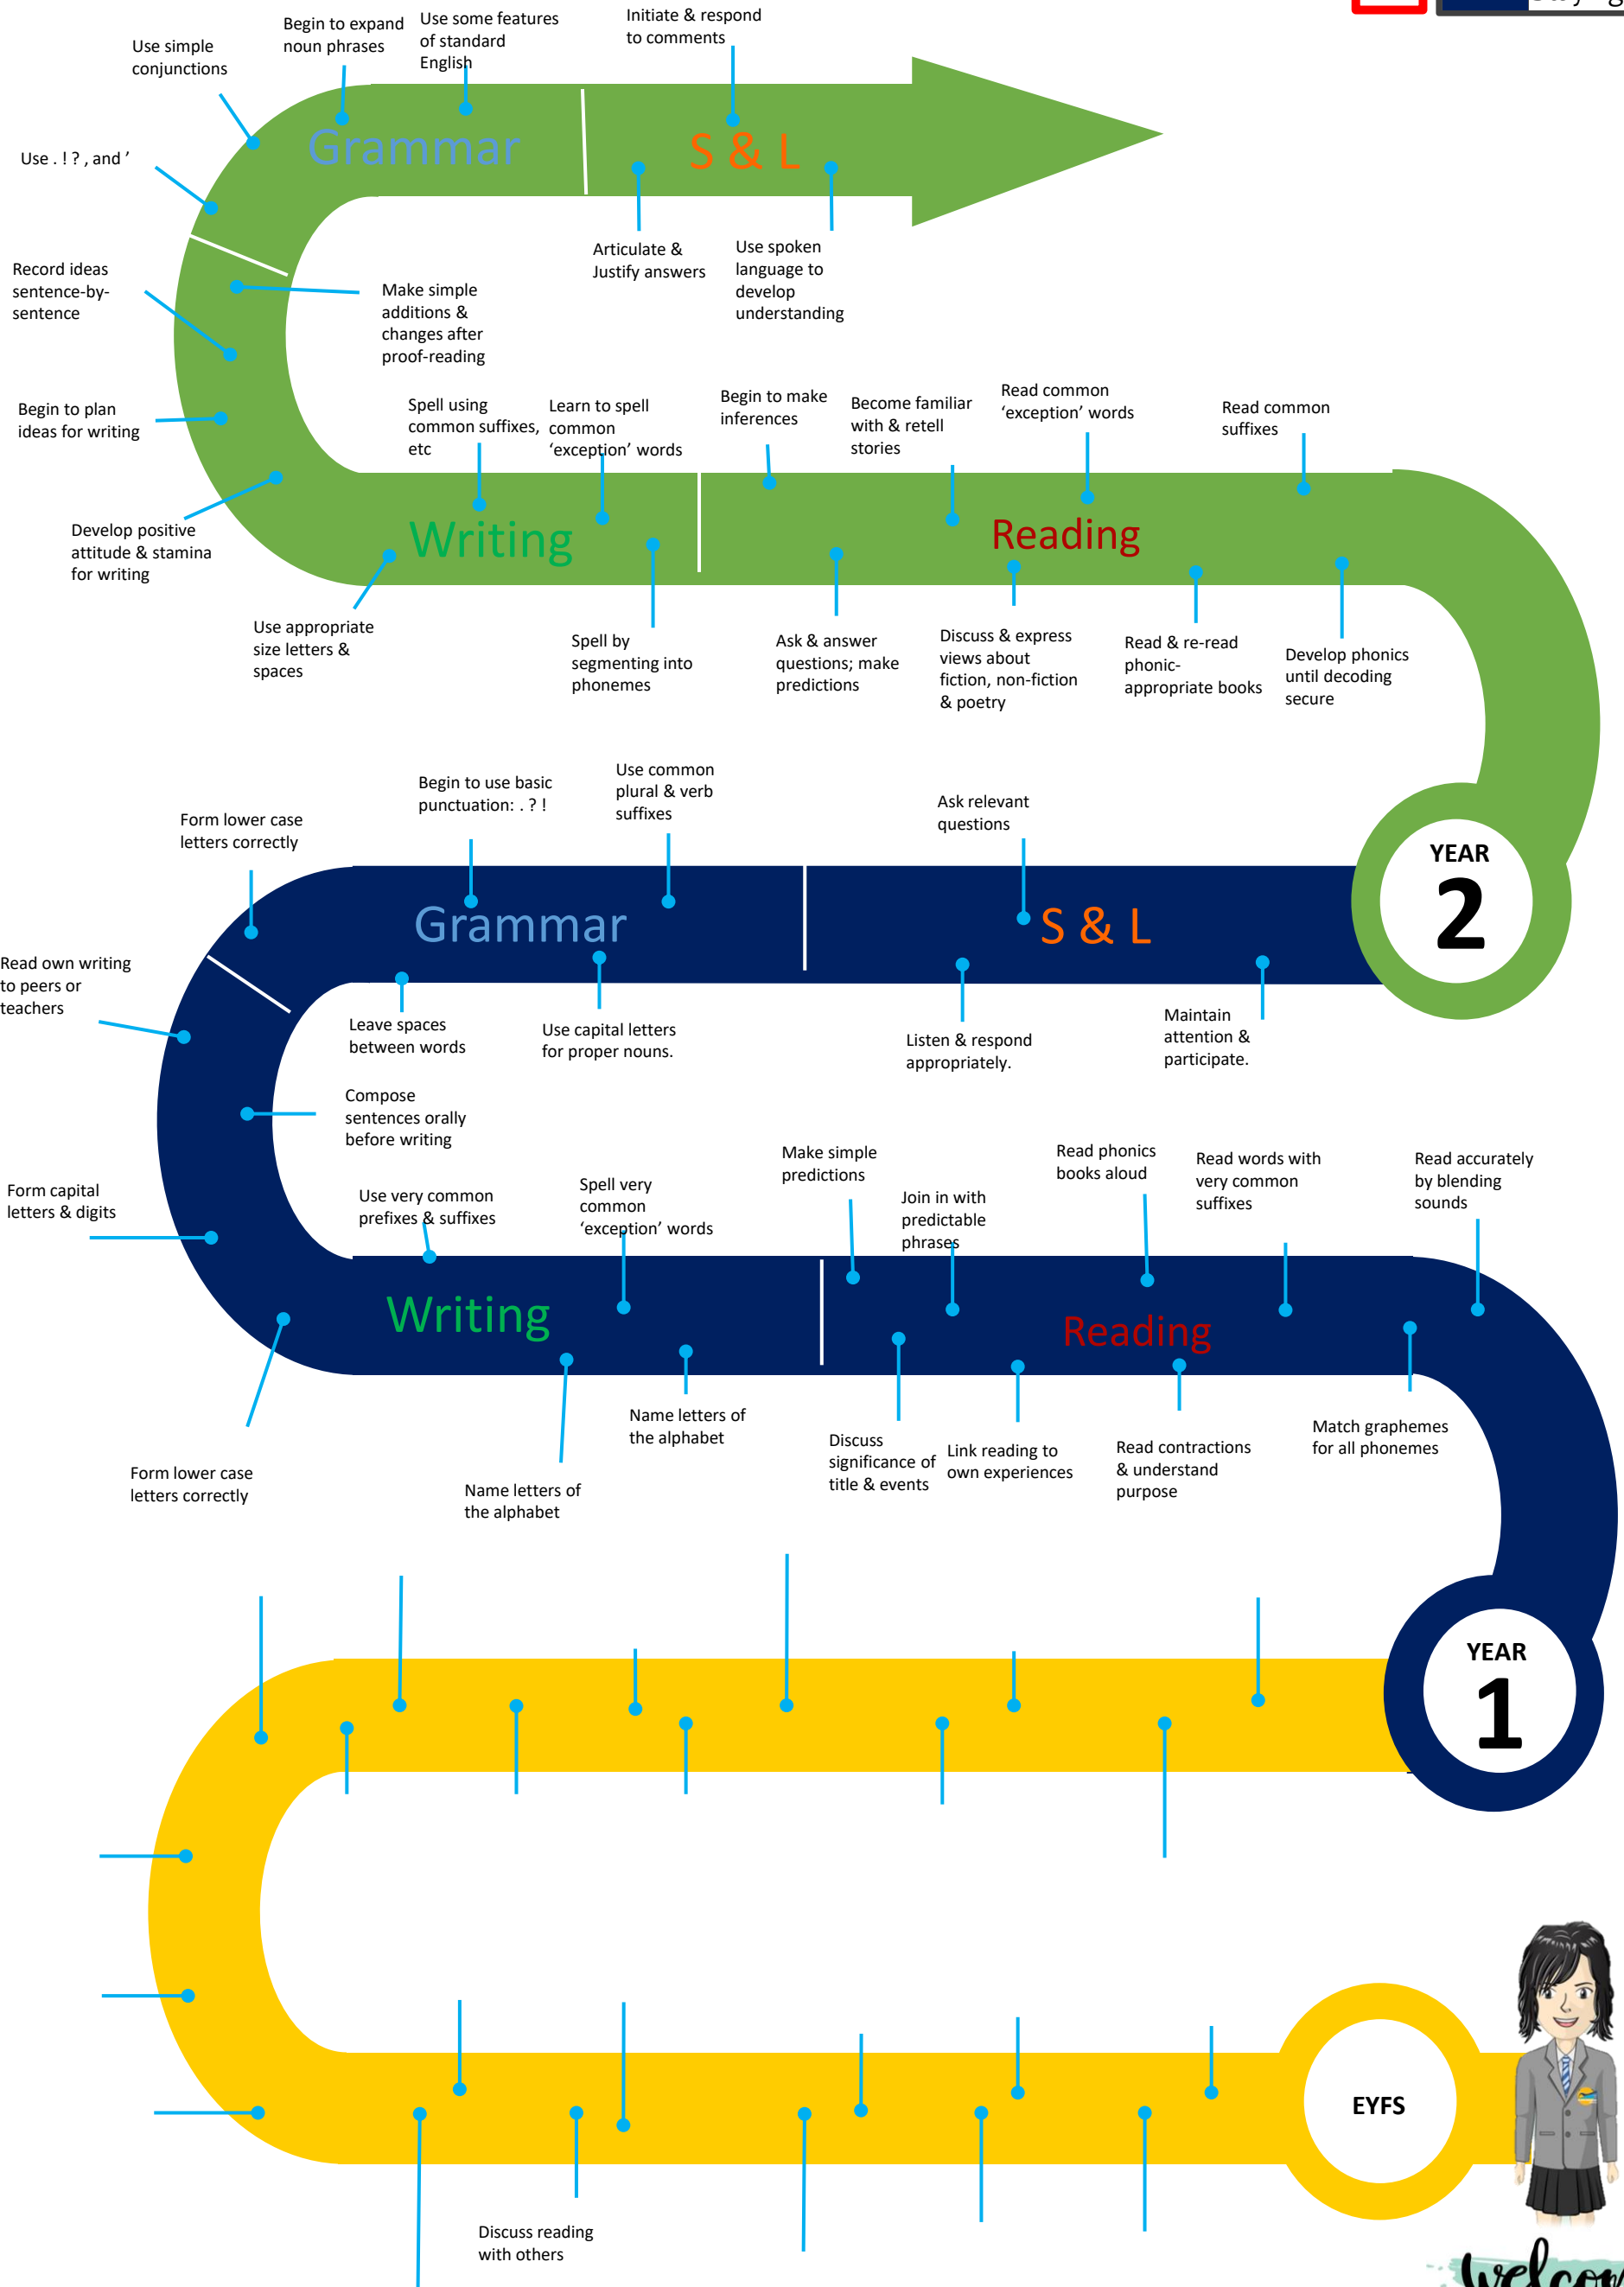 Use simple
conjunctions
Begin to expand
noun phrases
Use some features
of standard
English
Initiate & respond
to comments
Use . ! ? , and ’
Grammar
S & L
Articulate &
Justify answers
Use spoken
language to
develop
understanding
Record ideas
sentence-by-
sentence
Make simple
additions &
changes after
proof-reading
Begin to plan
ideas for writing
Spell using
common suffixes,
etc
Learn to spell
common
‘exception’ words
Begin to make
inferences
Become familiar
with & retell
stories
Read common
‘exception’ words
Read common
suffixes
Develop positive
attitude & stamina
for writing
Writing
Reading
Use appropriate
size letters &
spaces
Spell by
segmenting into
phonemes
Ask & answer
questions; make
predictions
Discuss & express
views about
fiction, non-fiction
& poetry
Read & re-read
phonic-
appropriate books
Develop phonics
until decoding
secure
Form lower case
letters correctly
Begin to use basic
punctuation: . ? !
Use common
plural & verb
suffixes
Ask relevant
questions
YEAR
2
Grammar
S & L
Read own writing
to peers or
teachers
Leave spaces
between words
Use capital letters
for proper nouns.
Listen & respond
appropriately.
Maintain
attention &
participate.
Compose
sentences orally
before writing
Form capital
letters & digits
Use very common
prefixes & suffixes
Spell very
common
‘exception’ words
Make simple
predictions
Join in with
predictable
phrases
Read phonics
books aloud
Read words with
very common
suffixes
Read accurately
by blending
sounds
Writing
Reading
Form lower case
letters correctly
Name letters of
the alphabet
Name letters of
the alphabet
Discuss
significance of
title & events
Link reading to
own experiences
Read contractions
& understand
purpose
Match graphemes
for all phonemes
YEAR
1
EYFS
Discuss reading
with others